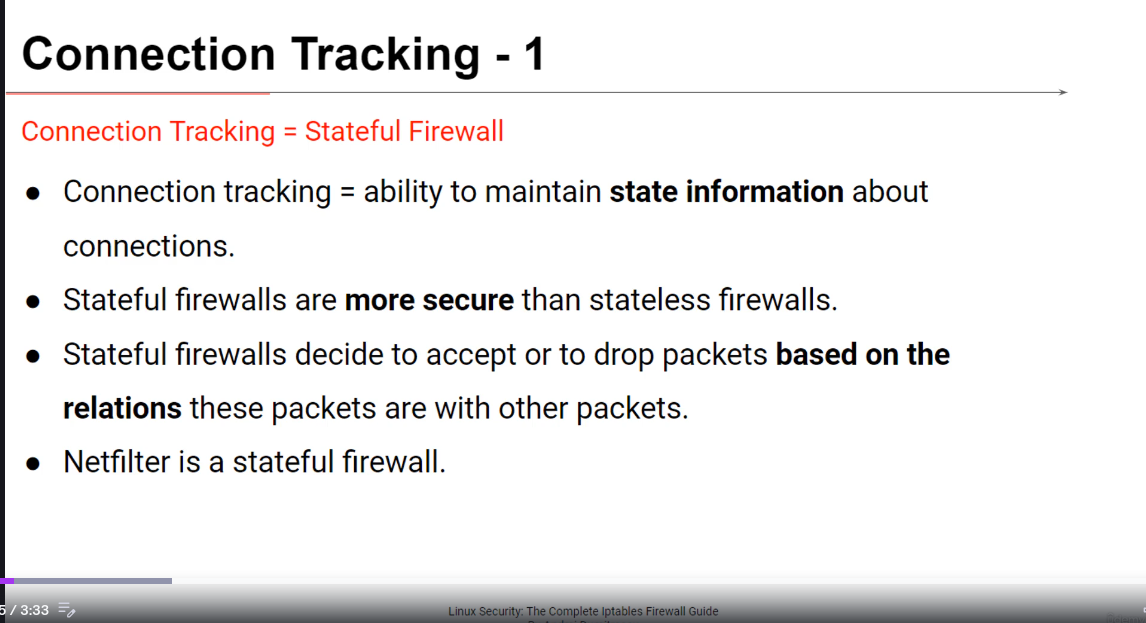 Connection Tracking - 1
Connection Tracking = Stateful Firewall
● Connection tracking = ability to maintain state information about
connections.
● Stateful firewalls are more secure than stateless firewalls.
● Stateful firewalls decide to accept or to drop packets based on the
relations these packets are with other packets.
● Netfilter is a stateful firewall.
5 / 3:33
Linux Security: The Complete Iptables Firewall Guide